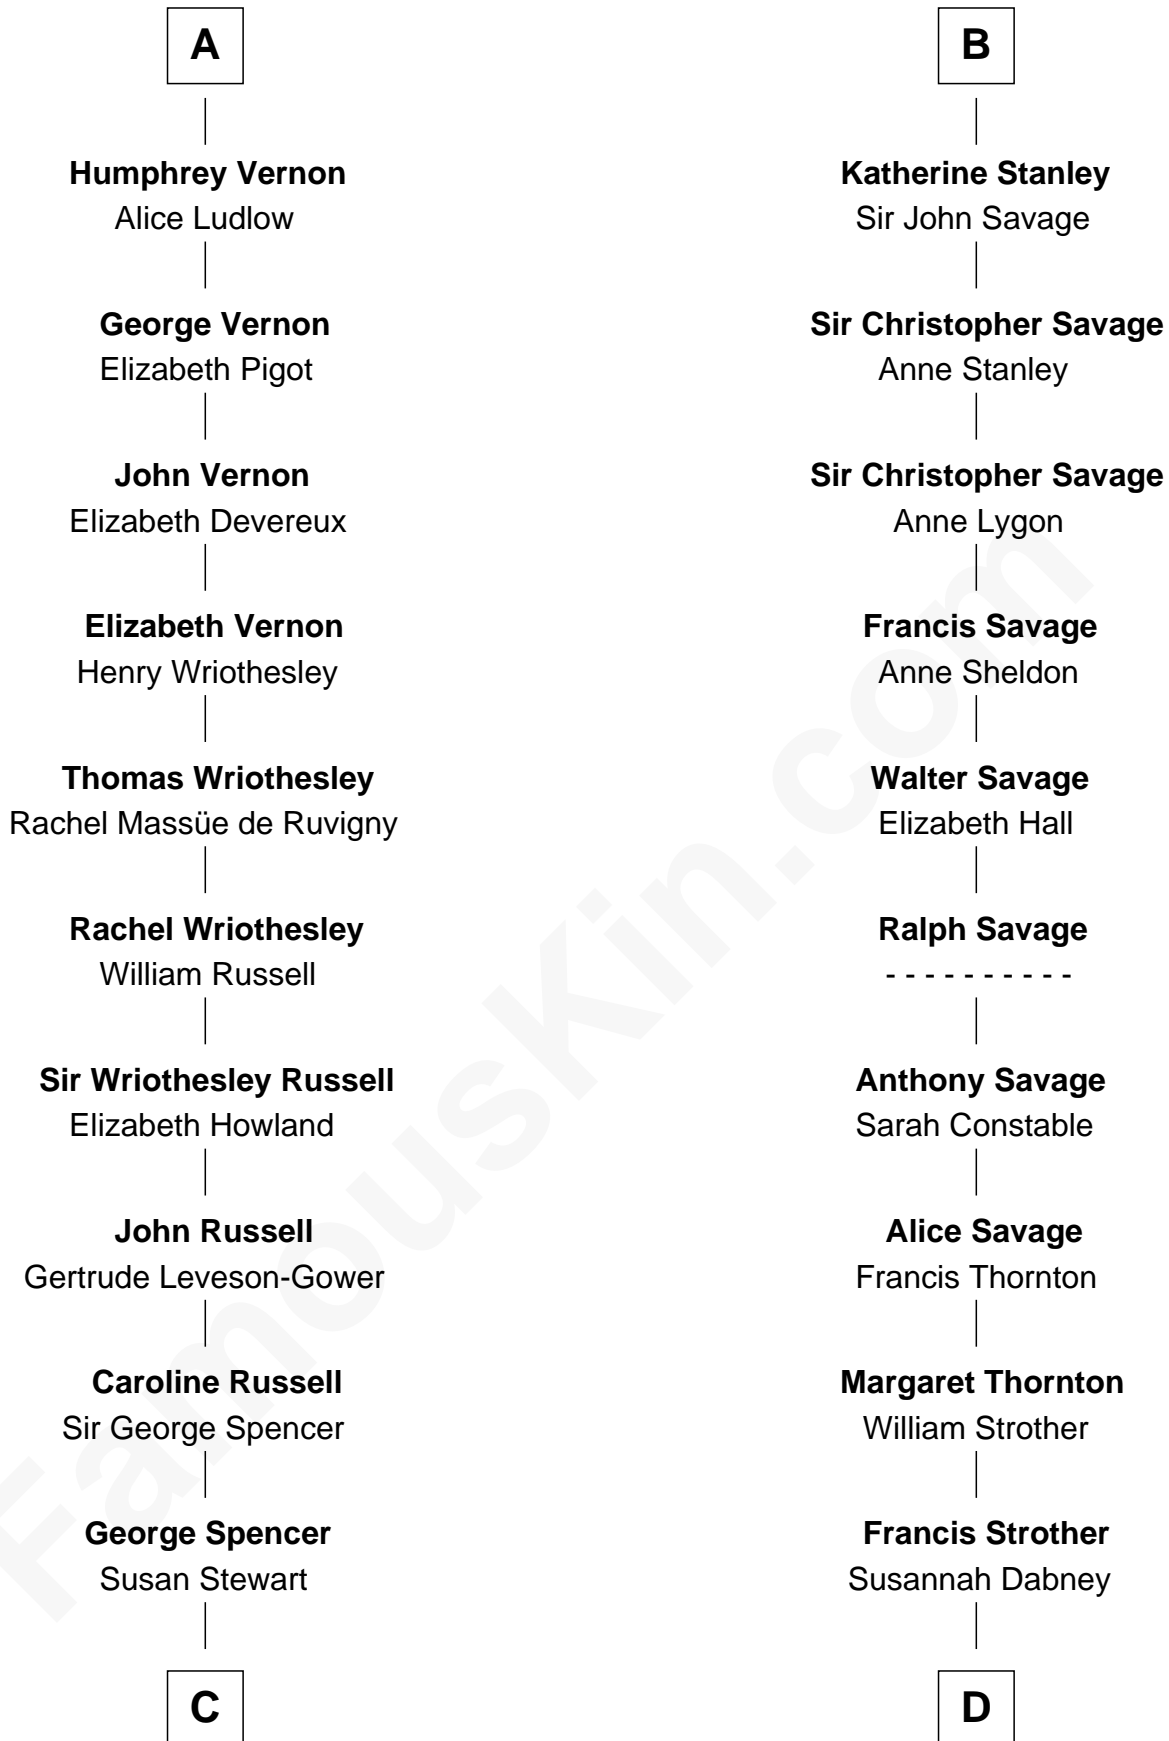 A
Humphrey Vernon
Alice Ludlow
George Vernon
Elizabeth Pigot
John Vernon
Elizabeth Devereux
Elizabeth Vernon
Henry Wriothesley
Thomas Wriothesley
Rachel Massüe de Ruvigny
Rachel Wriothesley
William Russell
Sir Wriothesley Russell
Elizabeth Howland
John Russell
Gertrude Leveson-Gower
Caroline Russell
Sir George Spencer
George Spencer
Susan Stewart
C
B
Katherine Stanley
Sir John Savage
Sir Christopher Savage
Anne Stanley
Sir Christopher Savage
Anne Lygon
Francis Savage
Anne Sheldon
Walter Savage
Elizabeth Hall
Ralph Savage
- - - - - - - - - -
Anthony Savage
Sarah Constable
Alice Savage
Francis Thornton
Margaret Thornton
William Strother
Francis Strother
Susannah Dabney
D
FamousKin.com